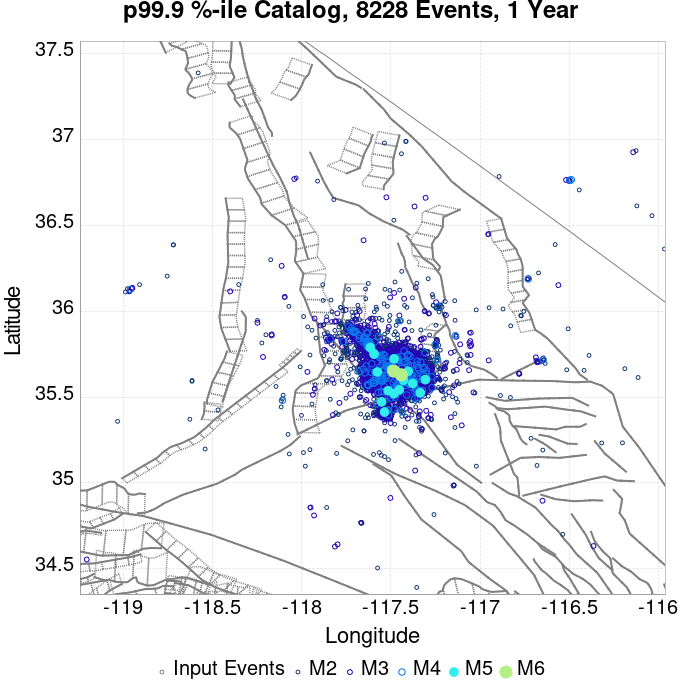 p99.9 %-ile Catalog, 8228 Events, 1 Year
37.5
37
36.5
36
35.5
35
34.5
Latitude
-119
-118.5
-118
-117.5
-117
-116.5
-116
Longitude
Input Events
M2
M3
M4
M5
M6